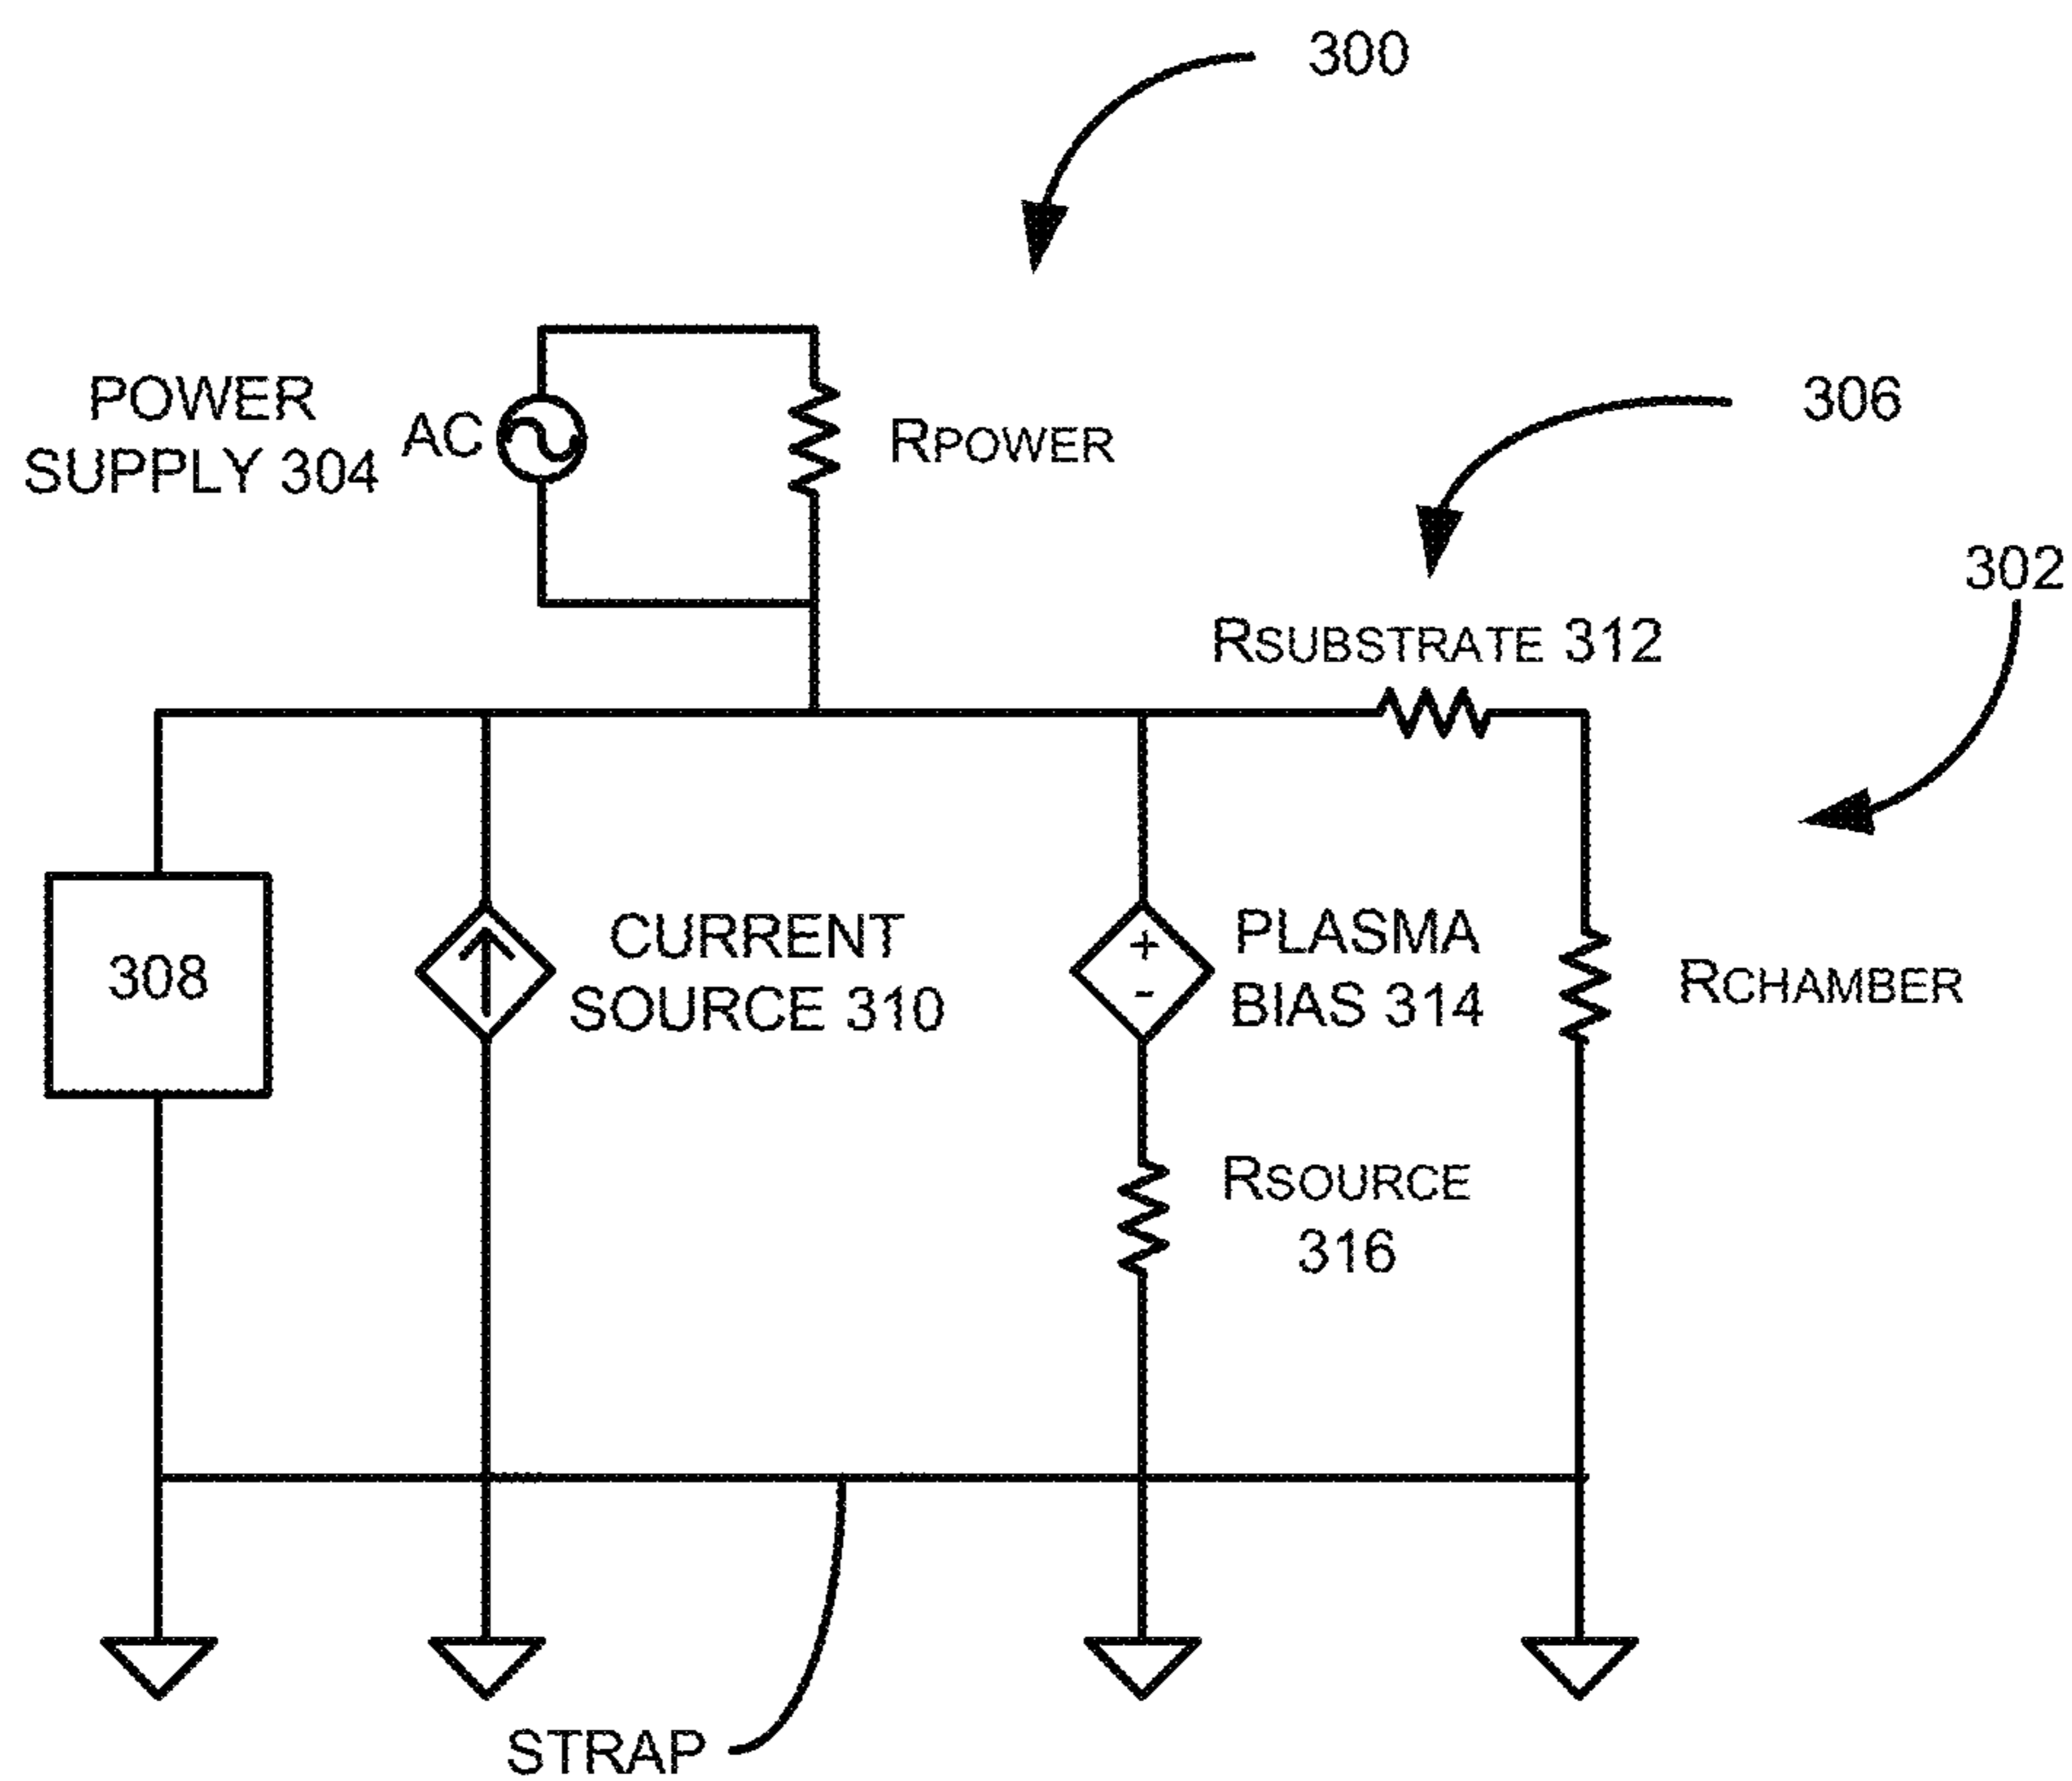 300
POWER
SUPPLY 304
AC
RPOWER
306
302
RSUBSTRATE 312
308
CURRENT
SOURCE 310
+
-
PLASMA
BIAS 314
RCHAMBER
RSOURCE
316
STRAP